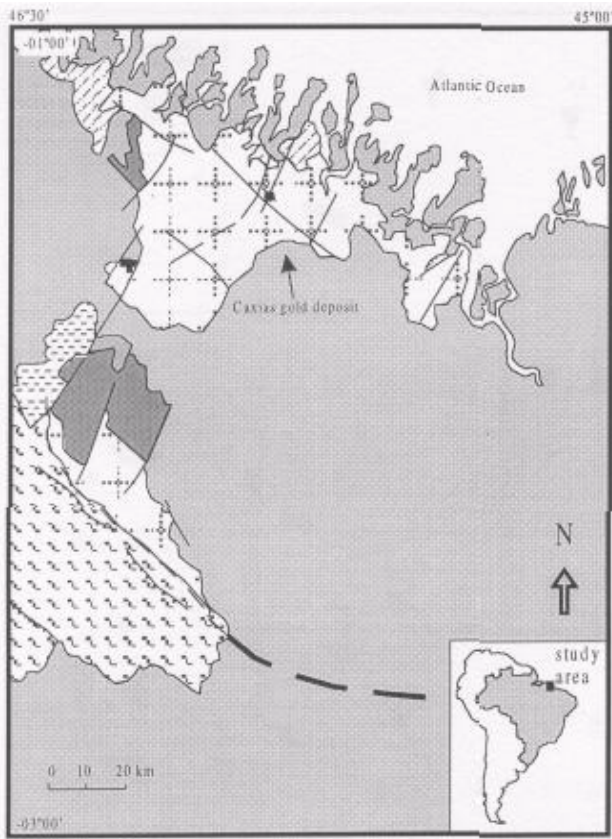 46°30' 45°00'
-01°00'
Atlantic Ocean
Caxias gold deposit
N
study
area
0 10 20 km
-03°00'